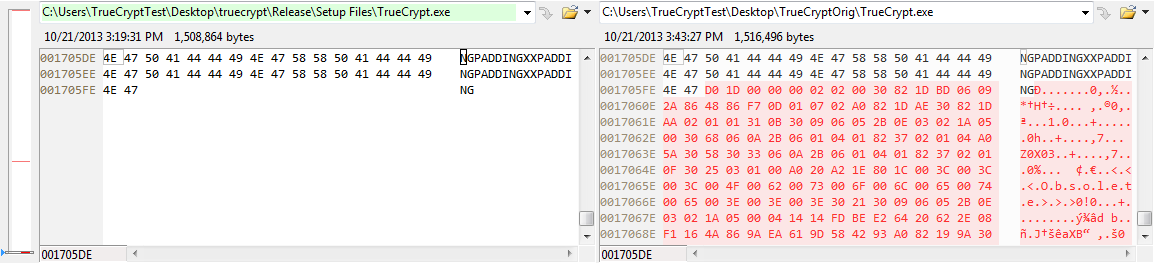 C:\Users\TrueCryptTest\Desktop\truecrypt\Release\Setup Files\TrueCrypt.exe
10/21/2013 3:19:31 PM 1,508,864 bytes
001705DE 4E 47 50 41 44 44 49 4E 47 58 58 50 41 44 44 49 NGPADDINGXXPADDI
001705EE 4E 47 50 41 44 44 49 4E 47 58 58 50 41 44 44 49 NGPADDINGXXPADDI
001705FE 4E 47 NG
001705DE
C:\Users\TrueCryptTest\Desktop\TrueCryptOrig\TrueCrypt.exe
10/21/2013 3:43:27 PM 1,516,496 bytes
001705DE 4E 47 50 41 44 44 49 4E 47 58 58 50 41 44 44 49 NGPADDINGXXPADDI
001705EE 4E 47 50 41 44 44 49 4E 47 58 58 50 41 44 44 49 NGPADDINGXXPADDI
001705FE 4E 47 D0 1D 00 00 00 02 02 00 30 82 1D BD 06 09 NGÐ.......0‚.½..
0017060E 2A 86 48 86 F7 0D 01 07 02 A0 82 1D AE 30 82 1D *†H†÷.... ‚.®0‚.
0017061E AA 02 01 01 31 0B 30 09 06 05 2B 0E 03 02 1A 05 ª...1.0...+.....
0017062E 00 30 68 06 0A 2B 06 01 04 01 82 37 02 01 04 A0 .0h..+....‚7...
0017063E 5A 30 58 30 33 06 0A 2B 06 01 04 01 82 37 02 01 Z0X03..+....‚7..
0017064E 0F 30 25 03 01 00 A0 20 A2 1E 80 1C 00 3C 00 3C .0%... ¢.€..<.<
0017065E 00 3C 00 4F 00 62 00 73 00 6F 00 6C 00 65 00 74 .<.O.b.s.o.l.e.t
0017066E 00 65 00 3E 00 3E 00 3E 30 21 30 09 06 05 2B 0E .e.>.>.>0!0...+.
0017067E 03 02 1A 05 00 04 14 14 FD BE E2 64 20 62 2E 08 ........ý¾âd b..
0017068E F1 16 4A 86 9A EA 61 9D 58 42 93 A0 82 19 9A 30 ñ.J†šêaXB“ ‚.š0
001705DE